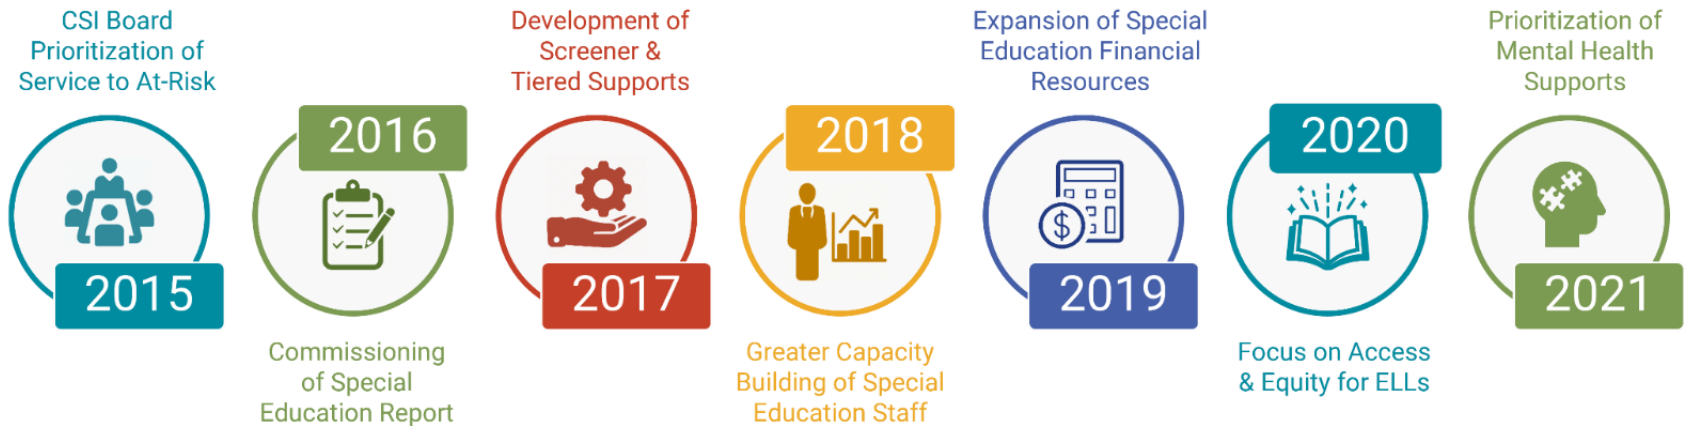 CSI Board
Prioritization of
Service to At-Risk
2015
2016
Commissioning
of Special
Education Report
Development of
Screener &
Tiered Supports
2017
2018
Greater Capacity
Building of Special
Education Staff
Expansion of Special
Education Financial
Resources
$
2019
2020
Focus on Access
& Equity for ELLs
Prioritization of
Mental Health
Supports
2021